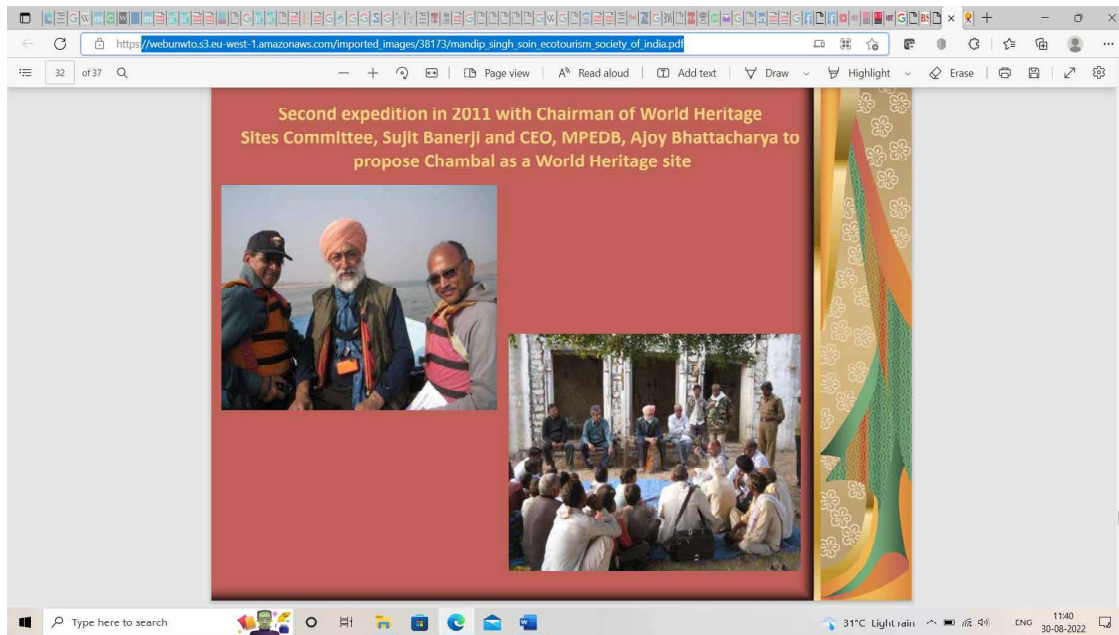 https://webunwto.s3.eu-west-1.amazonaws.com/imported_images/38173/mandip_singh_soin_ecotourism_society_of_india.pdf
32 of 37 Page view Read aloud Add text Draw Highlight Erase
Second expedition in 2011 with Chairman of World Heritage
Sites Committee, Sujit Banerji and CEO, MPEDB, Ajoy Bhattacharya to
propose Chambal as a World Heritage site
Type here to search 31°C Light rain ENG 11:40
30-08-2022